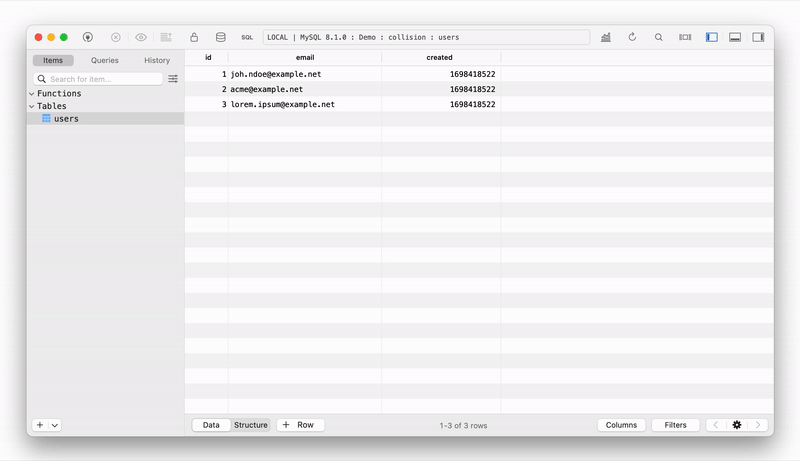 SQL LOCAL | MySQL 8.1.0 : Demo : collision : users
Items Queries History
Search for item...
Functions
Tables
users
id email created
1 joh.ndoe@example.net 1698418522
2 acme@example.net 1698418522
3 lorem.ipsum@example.net 1698418522
+ Data Structure + Row 1-3 of 3 rows Columns Filters